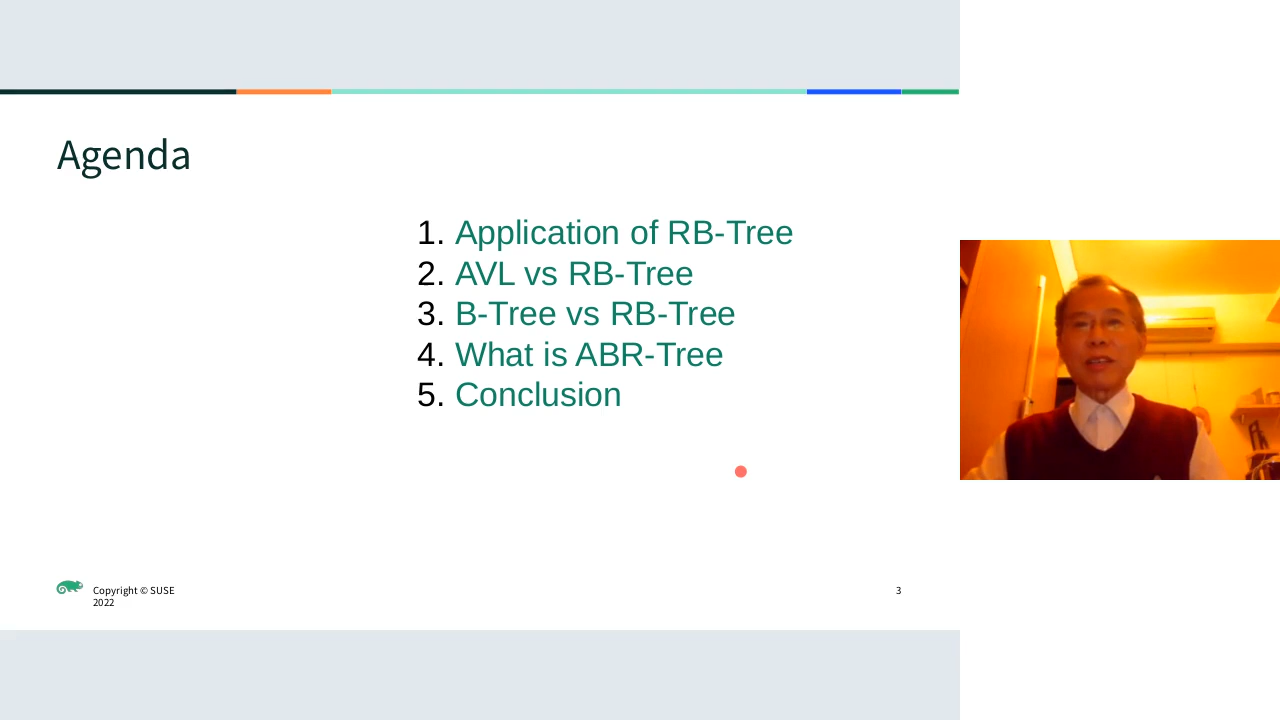 Agenda
1. Application of RB-Tree
2. AVL vs RB-Tree
3. B-Tree vs RB-Tree
4. What is ABR-Tree
5. Conclusion
Copyright © SUSE
2022
3